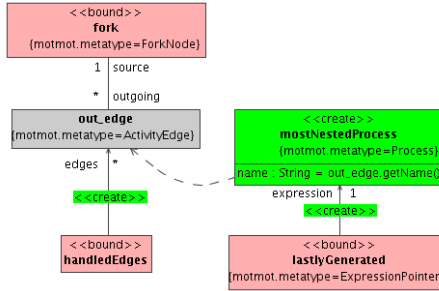 <<bound>>
fork
{motmot.metatype=ForkNode}
1 source
* outgoing
out_edge
{motmot.metatype=ActivityEdge}
<<create>>
mostNestedProcess
{motmot.metatype=Process}
name : String = out_edge.getName()
edges *
expression 1
<<create>>
<<create>>
<<bound>>
handledEdges
<<bound>>
lastlyGenerated
{motmot.metatype=ExpressionPointer